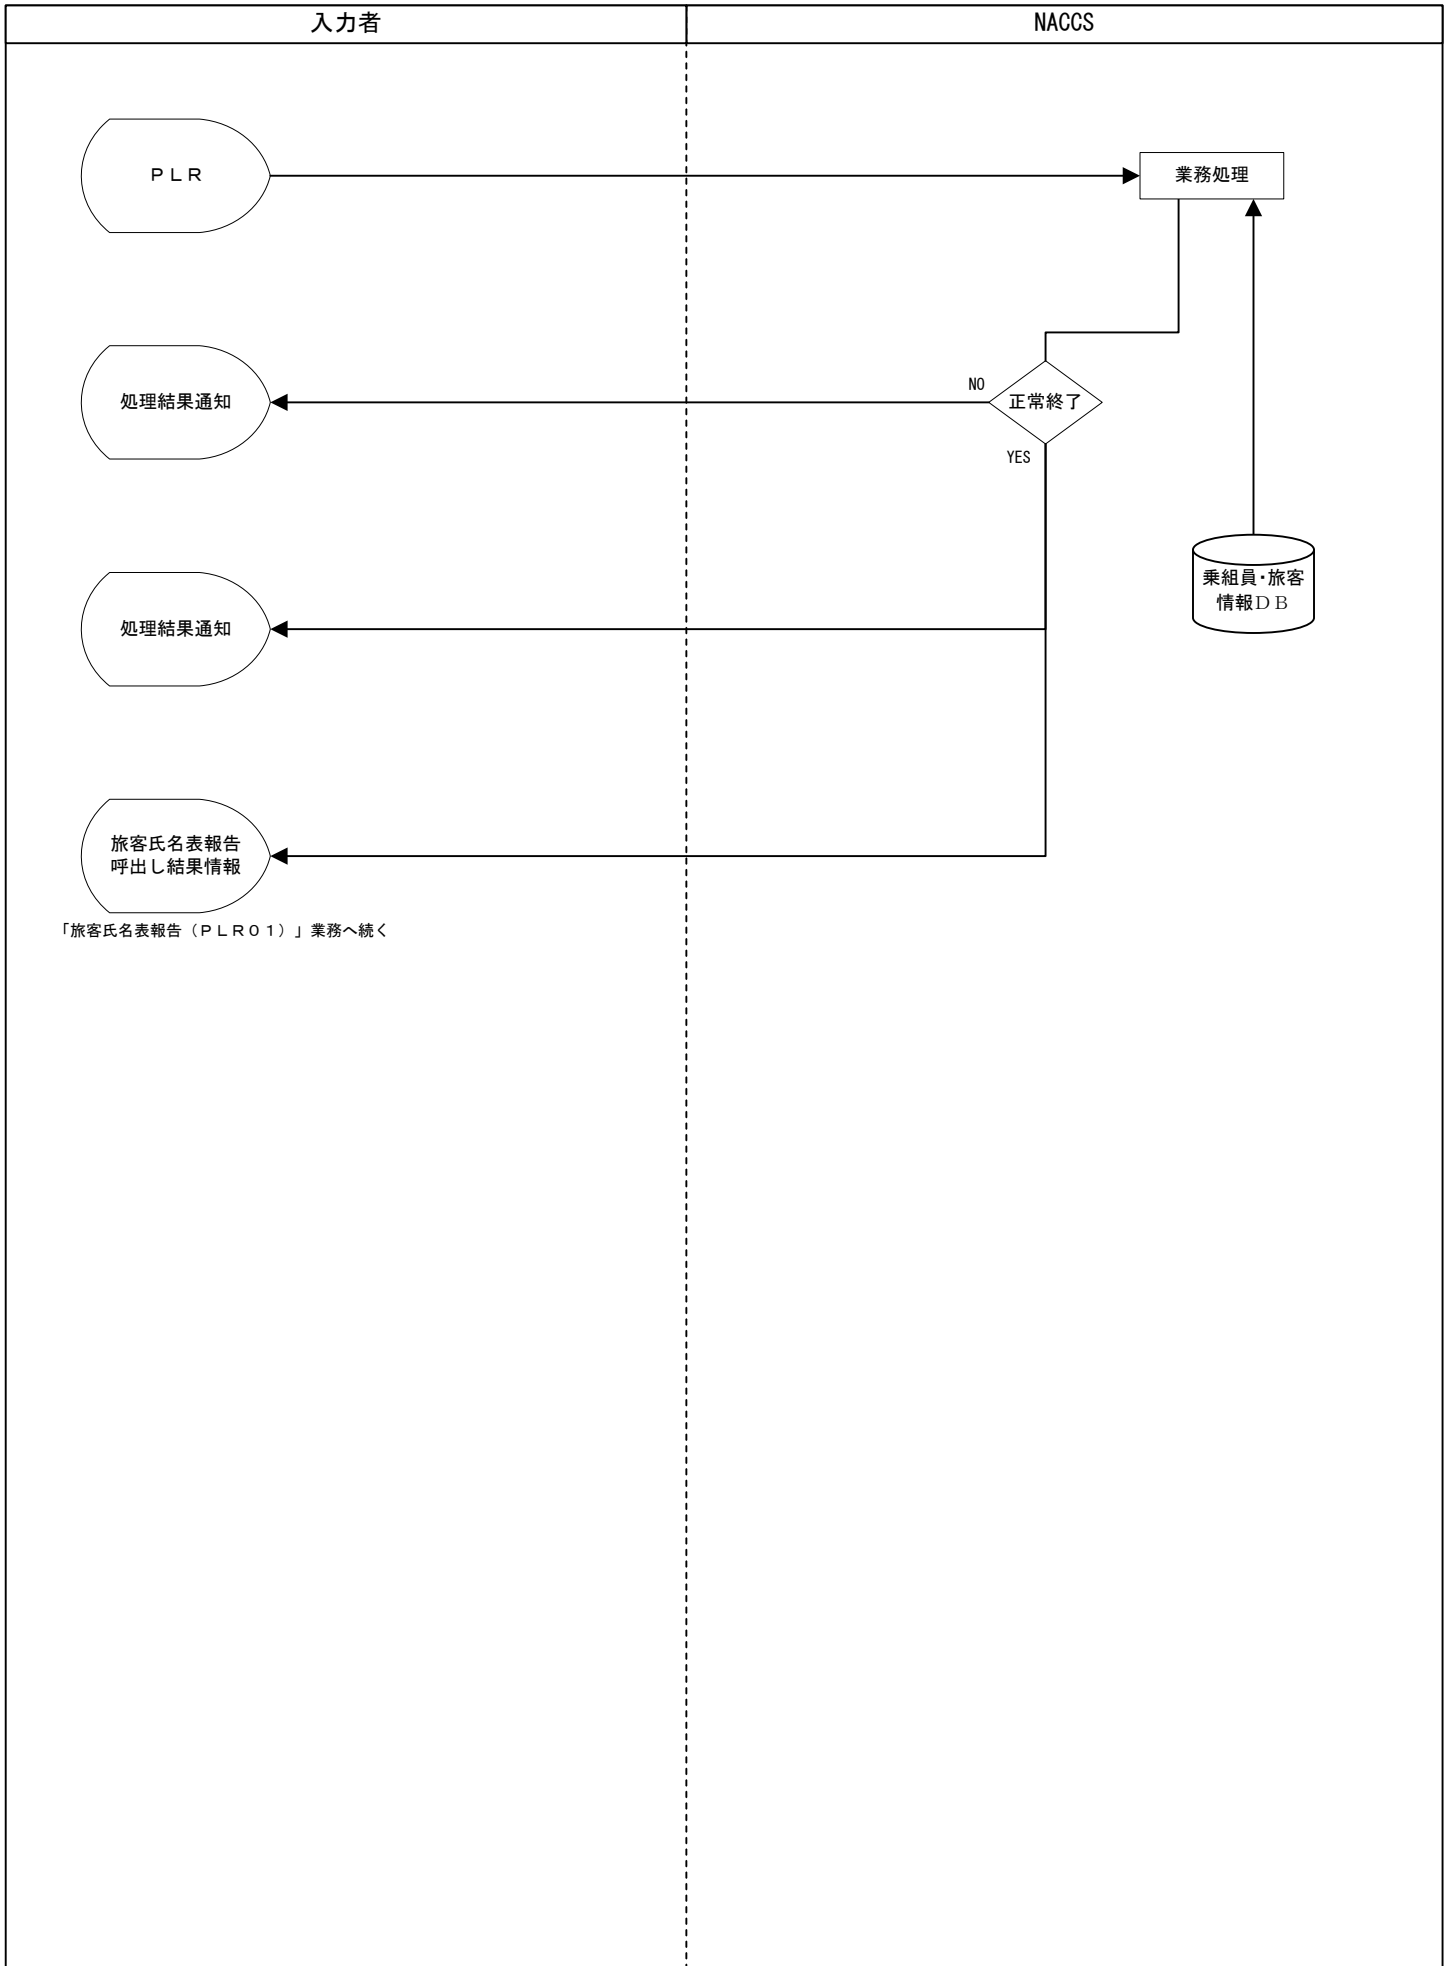 入力者
NACCS
ＰＬＲ
業務処理
処理結果通知
NO
正常終了
YES
処理結果通知
乗組員・旅客
情報ＤＢ
旅客氏名表報告
呼出し結果情報
「旅客氏名表報告（ＰＬＲ０１）」業務へ続く